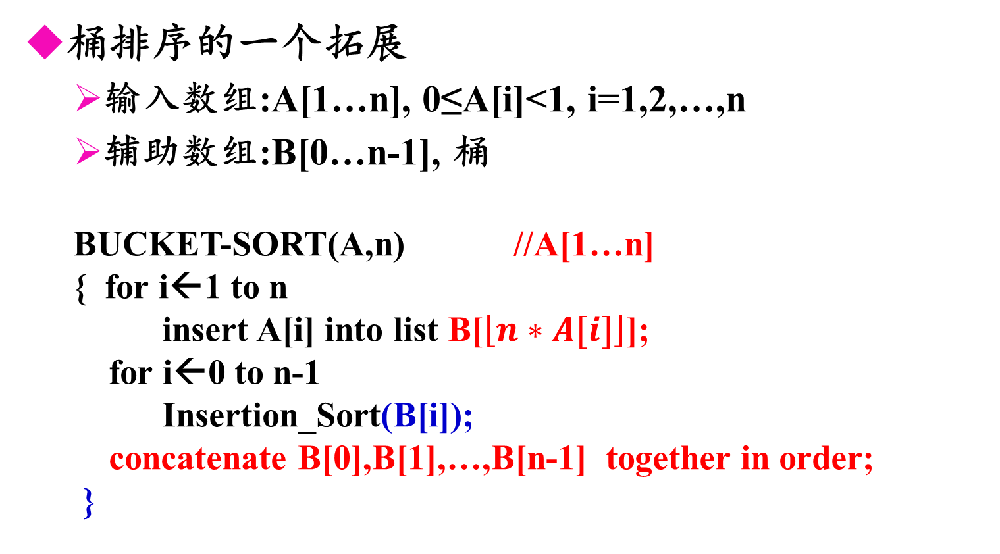 桶排序的一个拓展
输入数组:A[1…n], 0≤A[i]<1, i=1,2,…,n
辅助数组:B[0…n-1], 桶
BUCKET-SORT(A,n) //A[1…n]
{ for i←1 to n
insert A[i] into list B[⌊n∗A[i]⌋];
for i←0 to n-1
Insertion_Sort(B[i]);
concatenate B[0],B[1],…,B[n-1] together in order;
}